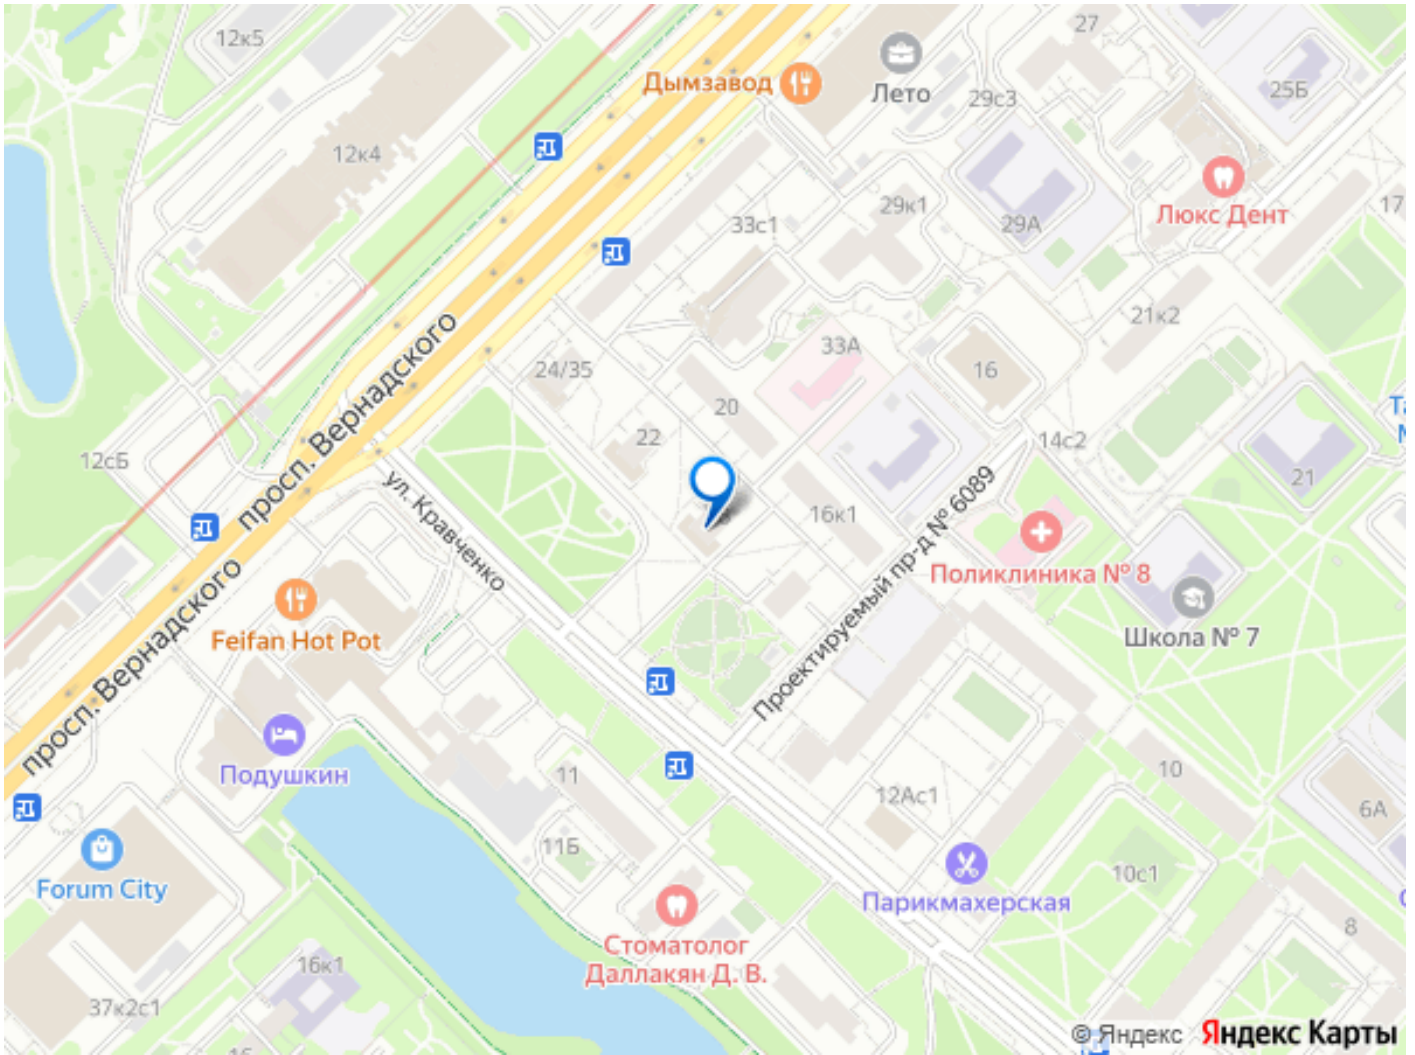 12к5
27
Дымзавод
Лето
29с3
25Б
12к4
Люкс Дент
33с1
29к1
29А
17
21к2
33А
просп. Вернадского
24/35
16
20
22
14с2
12сБ
21
ул. Кравченко
16к1
Проектируемый пр-д № 6089
Поликлиника № 8
Школа № 7
просп. Вернадского
Feifan Hot Pot
Подушкин
11
10
12Ас1
6А
11Б
10с1
Forum City
Парикмахерская
8
Стоматолог
Даллакян Д. В.
16к1
37к2с1
16
© Яндекс Яндекс Карты